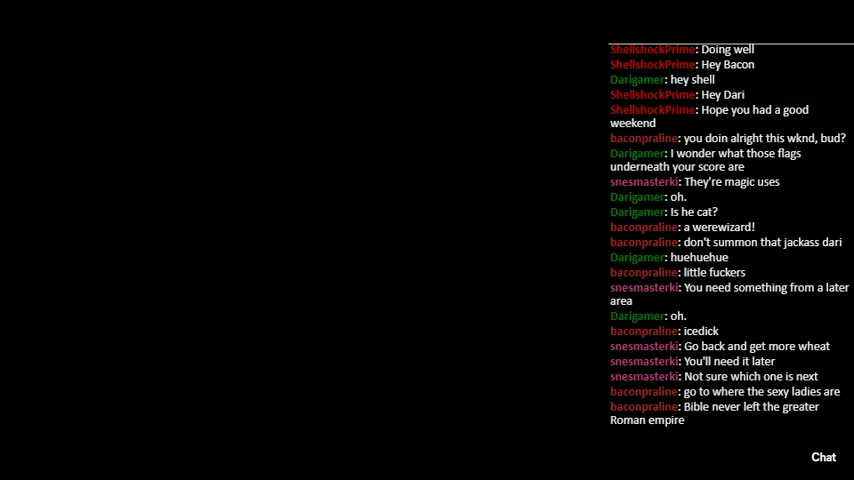 ShellshockPrime: Doing well
ShellshockPrime: Hey Bacon
Darigamer: hey shell
ShellshockPrime: Hey Dari
ShellshockPrime: Hope you had a good
weekend
baconpraline: you doin alright this wknd, bud?
Darigamer: I wonder what those flags
underneath your score are
snesmasterki: They're magic uses
Darigamer: oh.
Darigamer: Is he cat?
baconpraline: a werewizard!
baconpraline: don't summon that jackass dari
Darigamer: huehuehue
baconpraline: little fuckers
snesmasterki: You need something from a later
area
Darigamer: oh.
baconpraline: icedick
snesmasterki: Go back and get more wheat
snesmasterki: You'll need it later
snesmasterki: Not sure which one is next
baconpraline: go to where the sexy ladies are
baconpraline: Bible never left the greater
Roman empire
Chat